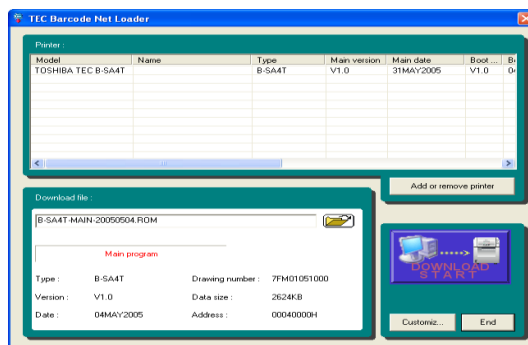 TEC Barcode Net Loader
Printer :
Model Name Type Main version Main date Boot ...
TOSHIBA TEC B-SA4T B-SA4T V1.0 31MAY2005 V1.0
Add or remove printer
Download file :
B-SA4T-MAIN-20050504.ROM
Main program
Type : B-SA4T Drawing number : 7FM01051000
Version : V1.0 Data size : 2624KB
Date : 04MAY2005 Address : 00040000H
DOWNLOAD
START
Customiz... End